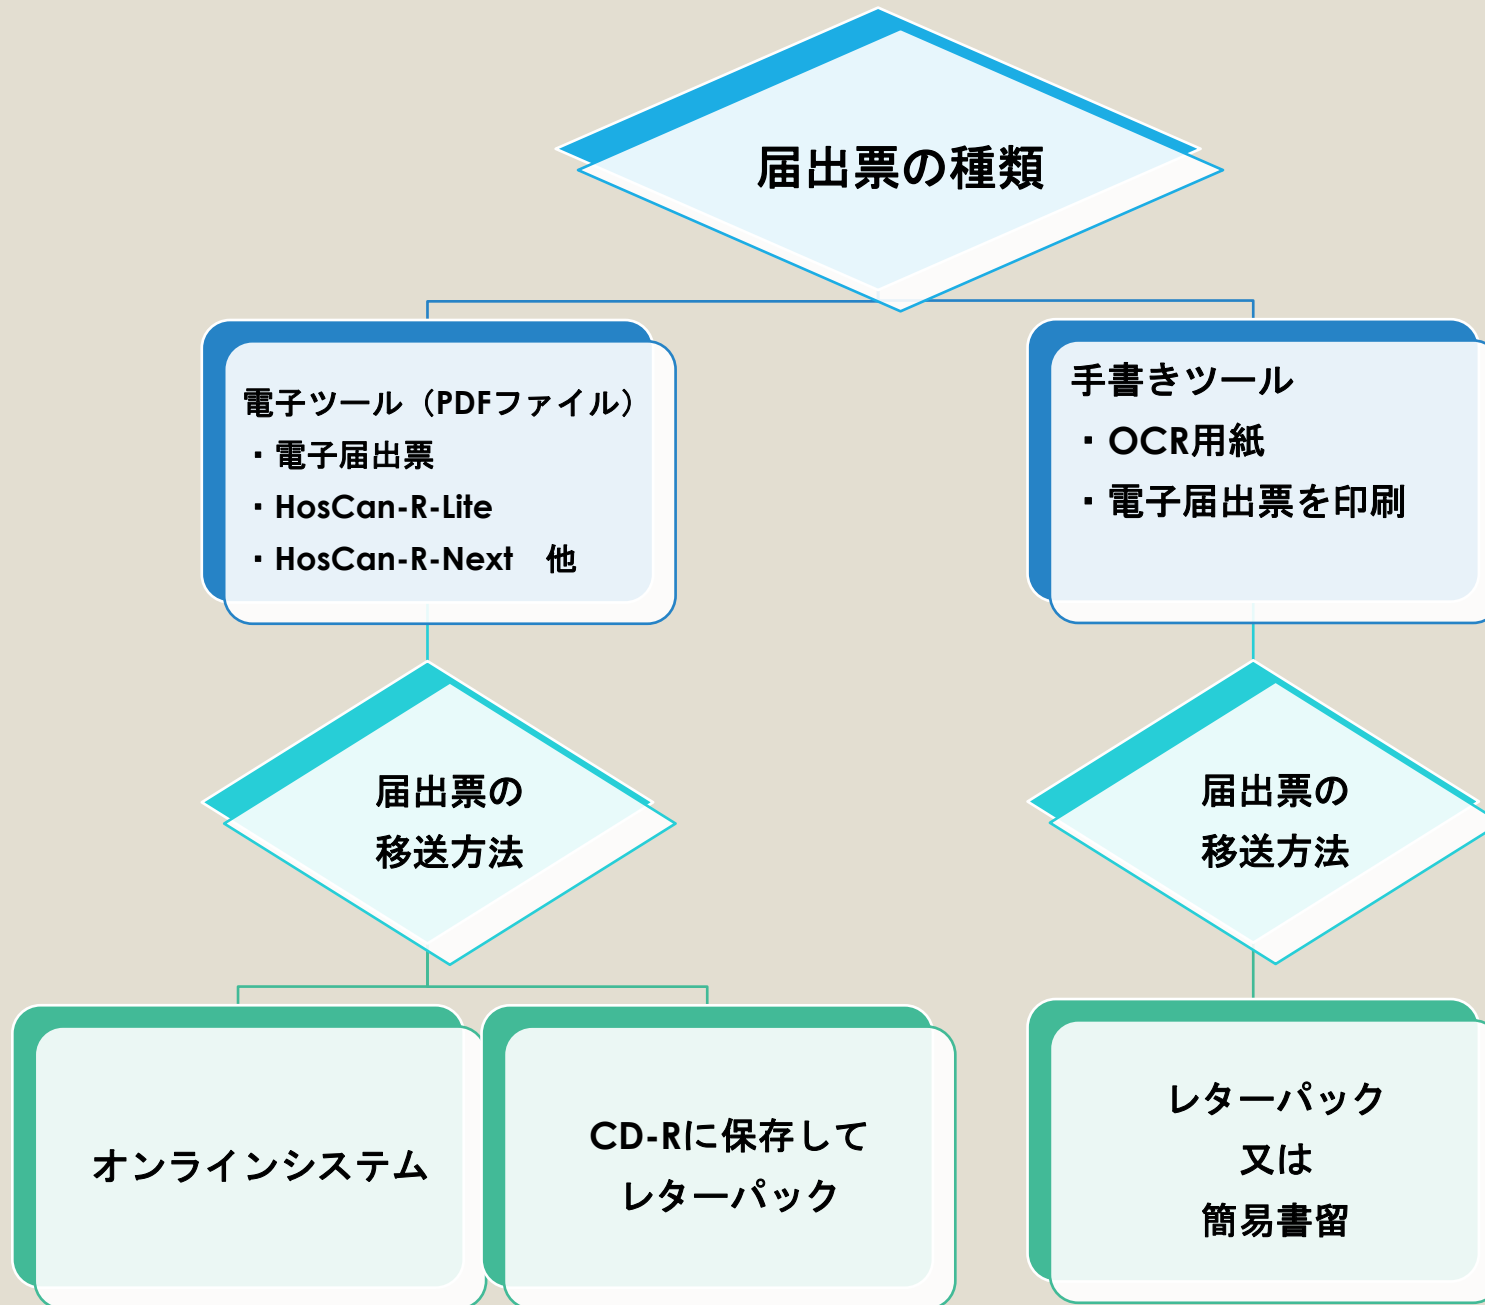 届出票の種類
電子ツール（PDFファイル）
・電子届出票
・HosCan-R-Lite
・HosCan-R-Next　他
手書きツール
・OCR用紙
・電子届出票を印刷
届出票の
移送方法
届出票の
移送方法
オンラインシステム
CD-Rに保存して
レターパック
レターパック
又は
簡易書留